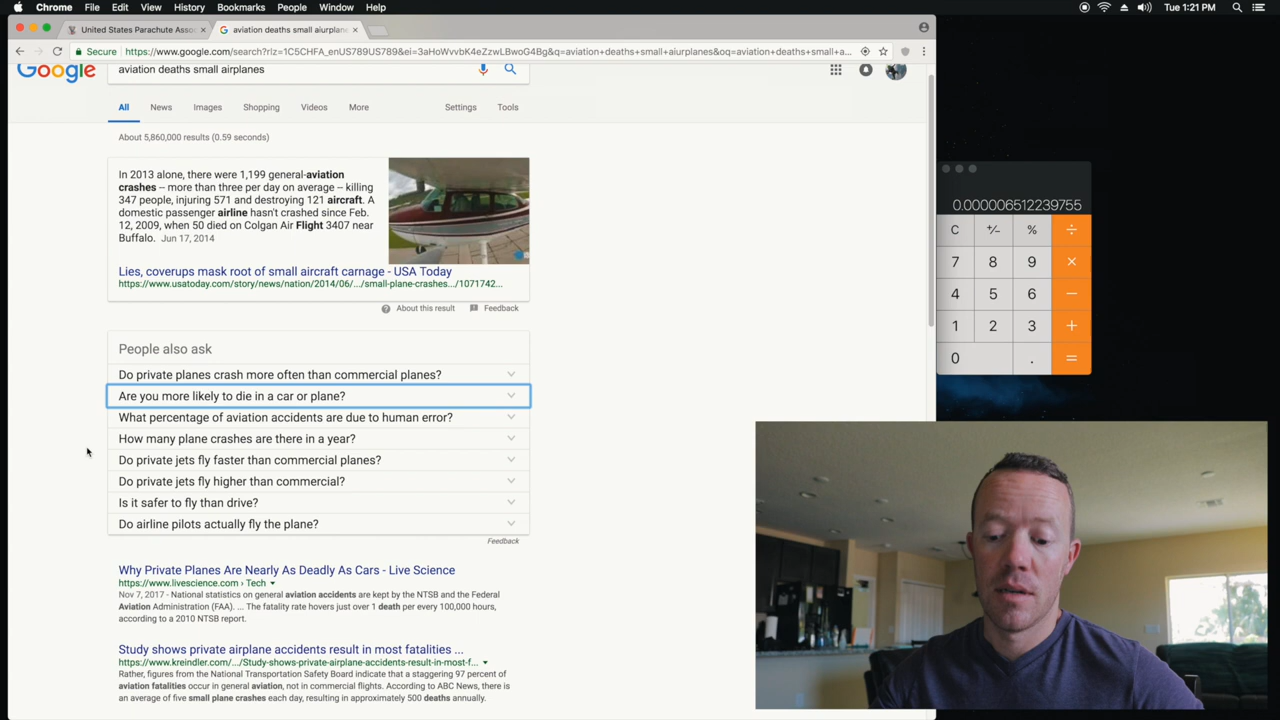 Chrome File Edit View History Bookmarks People Window Help
Tue 1:21 PM
United States Parachute Asso
aviation deaths small aiurplane
Secure https://www.google.com/search?rlz=1C5CHFA_enUS789US789&ei=3aHoWvvbK4eZzwLBwoG4Bg&q=aviation+deaths+small+aiurplanes&oq=aviation+deaths+small+a...
Google
aviation deaths small airplanes
All News Images Shopping Videos More Settings Tools
About 5,860,000 results (0.59 seconds)
In 2013 alone, there were 1,199 general-aviation
crashes -- more than three per day on average -- killing
347 people, injuring 571 and destroying 121 aircraft. A
domestic passenger airline hasn't crashed since Feb.
12, 2009, when 50 died on Colgan Air Flight 3407 near
Buffalo. Jun 17, 2014
Lies, coverups mask root of small aircraft carnage - USA Today
https://www.usatoday.com/story/news/nation/2014/06/.../small-plane-crashes.../1071742...
About this result Feedback
People also ask
Do private planes crash more often than commercial planes?
Are you more likely to die in a car or plane?
What percentage of aviation accidents are due to human error?
How many plane crashes are there in a year?
Do private jets fly faster than commercial planes?
Do private jets fly higher than commercial?
Is it safer to fly than drive?
Do airline pilots actually fly the plane?
Feedback
Why Private Planes Are Nearly As Deadly As Cars - Live Science
https://www.livescience.com › Tech
Nov 7, 2017 - National statistics on general aviation accidents are kept by the NTSB and the Federal
Aviation Administration (FAA). ... The fatality rate hovers just over 1 death per every 100,000 hours,
according to a 2010 NTSB report.
Study shows private airplane accidents result in most fatalities ...
https://www.kreindler.com/.../Study-shows-private-airplane-accidents-result-in-most-f...
Rather, figures from the National Transportation Safety Board indicate that a staggering 97 percent of
aviation fatalities occur in general aviation, not in commercial flights. According to ABC News, there is
an average of five small plane crashes each day, resulting in approximately 500 deaths annually.
0.000006512239755
C +/- % ÷
7 8 9 ×
4 5 6 −
1 2 3 +
0 . =